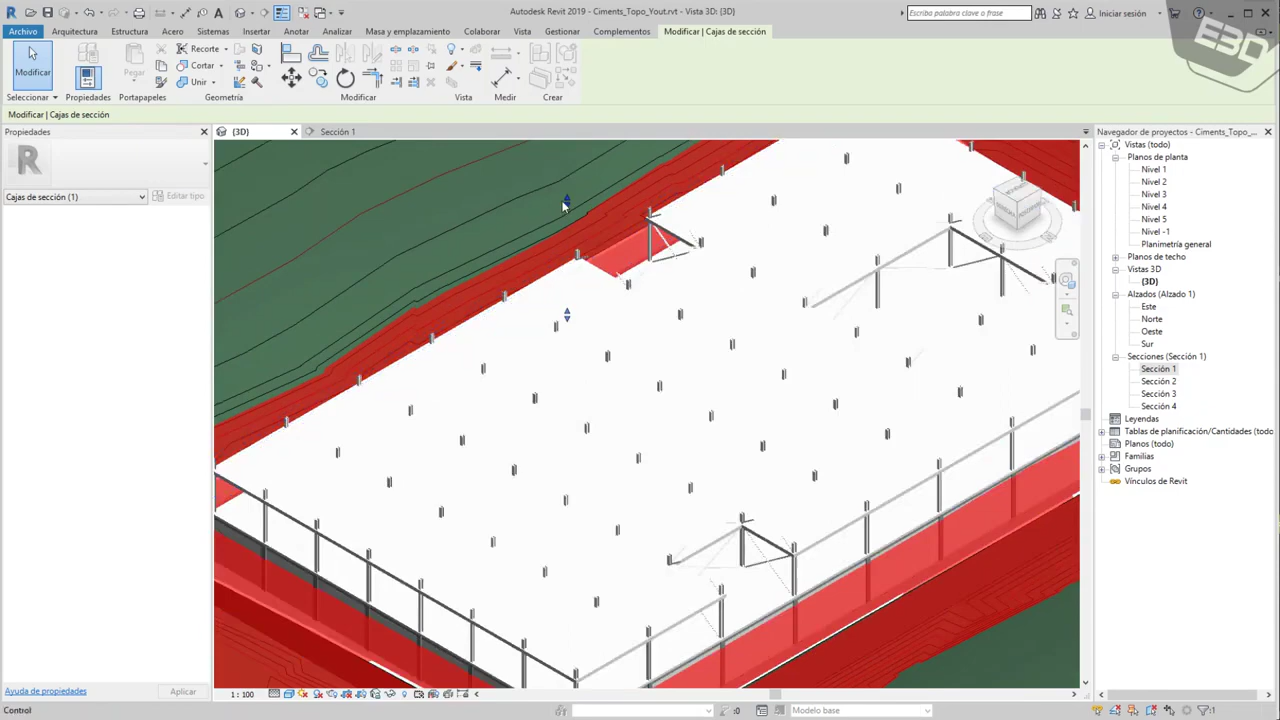 Autodesk Revit 2019 - Ciments_Topo_Yout.rvt - Vista 3D: {3D}
Escriba palabra clave o frase
Iniciar sesión
Archivo Arquitectura Estructura Acero Sistemas Insertar Anotar Analizar Masa y emplazamiento Colaborar Vista Gestionar Complementos Modificar | Cajas de sección
EBD
Modificar
Pegar
Recorte
Cortar
Unir
Seleccionar Propiedades Portapapeles Geometría Modificar Vista Medir Crear
Modificar | Cajas de sección
Propiedades
{3D}
Sección 1
Navegador de proyectos - Ciments_Topo_...
R
Cajas de sección (1)
Editar tipo
Vistas (todo)
Planos de planta
Nivel 1
Nivel 2
Nivel 3
Nivel 4
Nivel 5
Nivel -1
Planimetría general
Planos de techo
Vistas 3D
{3D}
Alzados (Alzado 1)
Este
Norte
Oeste
Sur
Secciones (Sección 1)
Sección 1
Sección 2
Sección 3
Sección 4
Leyendas
Tablas de planificación/Cantidades (todo
Planos (todo)
Familias
Grupos
Vínculos de Revit
Ayuda de propiedades
Aplicar
1 : 100
Control
:0
Modelo base
:1